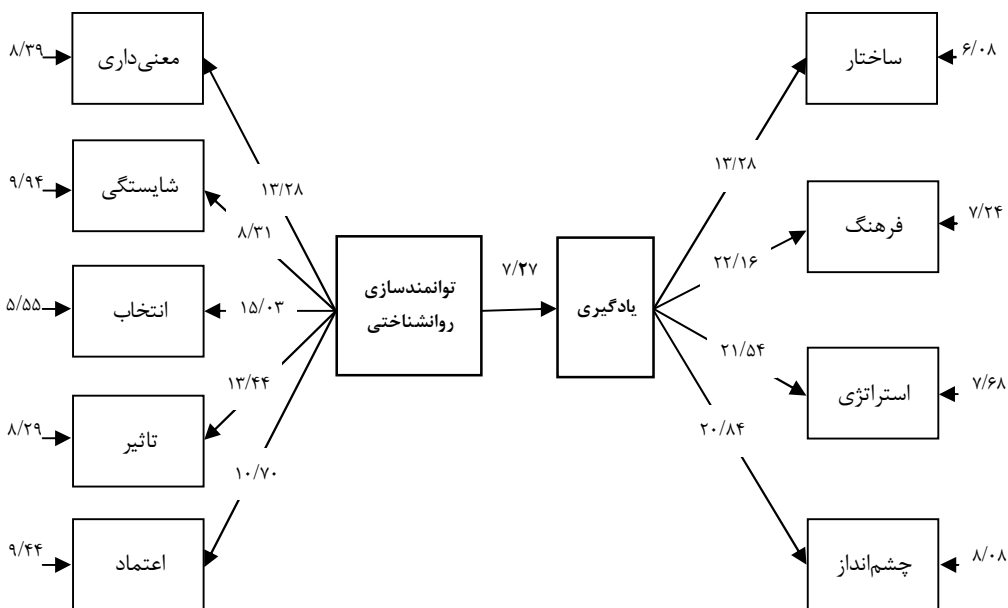 ۸/۳۹
معنی‌داری
ساختار
۶/۰۸
۱۳/۲۸
۱۳/۲۸
۹/۹۴
شایستگی
۸/۳۱
فرهنگ
۷/۲۴
۲۲/۱۶
۵/۵۵
انتخاب
۱۵/۰۳
توانمندسازی
روانشناختی
۷/۲۷
یادگیری
۲۱/۵۴
استراتژی
۷/۶۸
۱۳/۴۴
۸/۲۹
تاثیر
۲۰/۸۴
۱۰/۷۰
۹/۴۴
اعتماد
چشم‌انداز
۸/۰۸